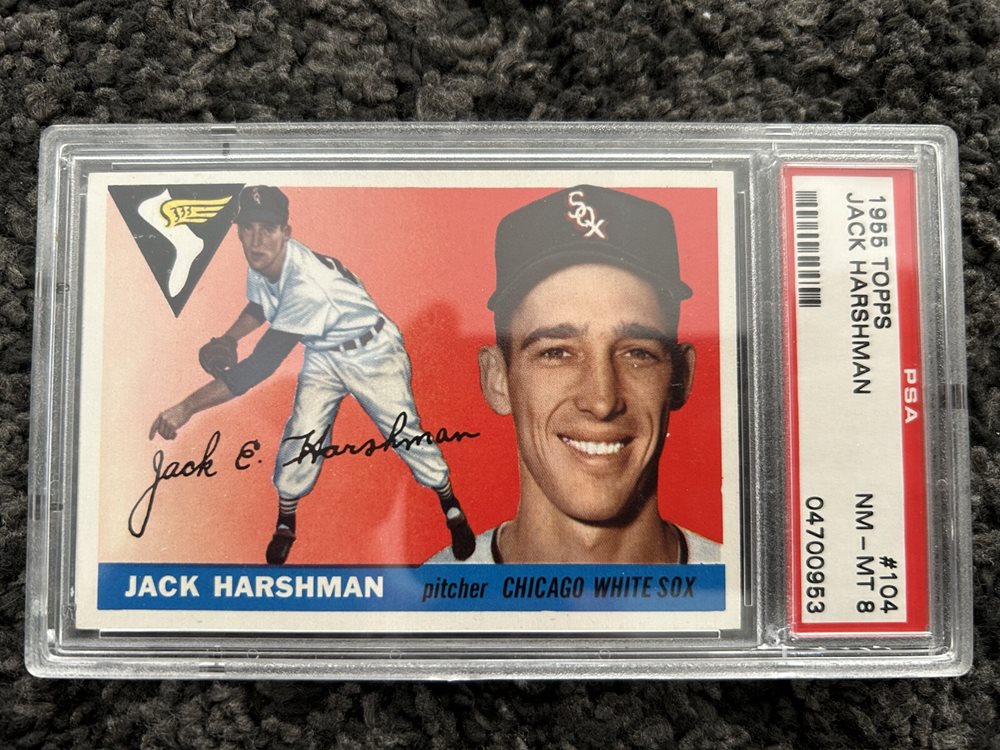 SOX
Jack E. Harshman
JACK HARSHMAN pitcher CHICAGO WHITE SOX
1955 TOPPS #104
JACK HARSHMAN NM-MT 8
04700953
PSA